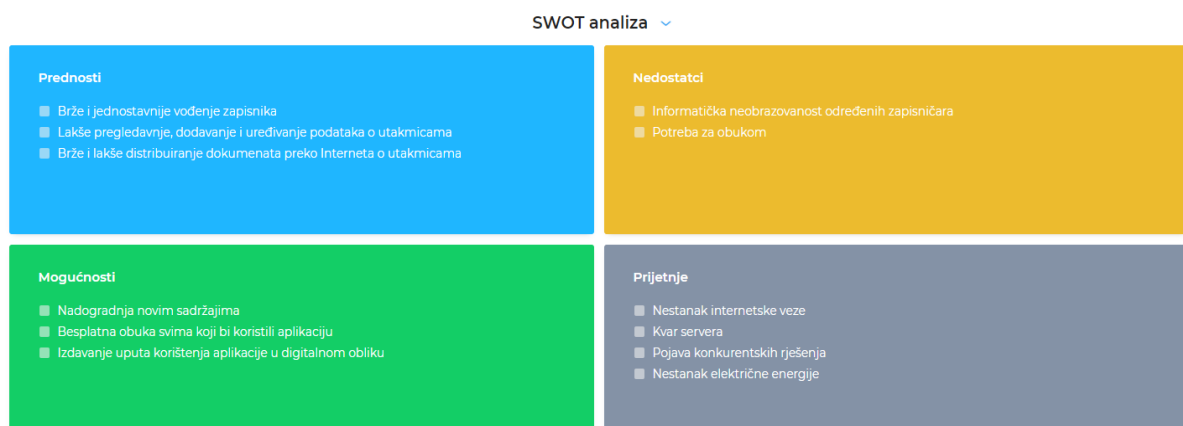 SWOT analiza
Prednosti
Brže i jednostavnije vođenje zapisnika
Lakše pregledavnje, dodavanje i uređivanje podataka o utakmicama
Brže i lakše distribuiranje dokumenata preko Interneta o utakmicama
Nedostatci
Informatička neobrazovanost određenih zapisničara
Potreba za obukom
Mogućnosti
Nadogradnja novim sadržajima
Besplatna obuka svima koji bi koristili aplikaciju
Izdavanje uputa korištenja aplikacije u digitalnom obliku
Prijetnje
Nestanak internetske veze
Kvar servera
Pojava konkurentskih rješenja
Nestanak električne energije